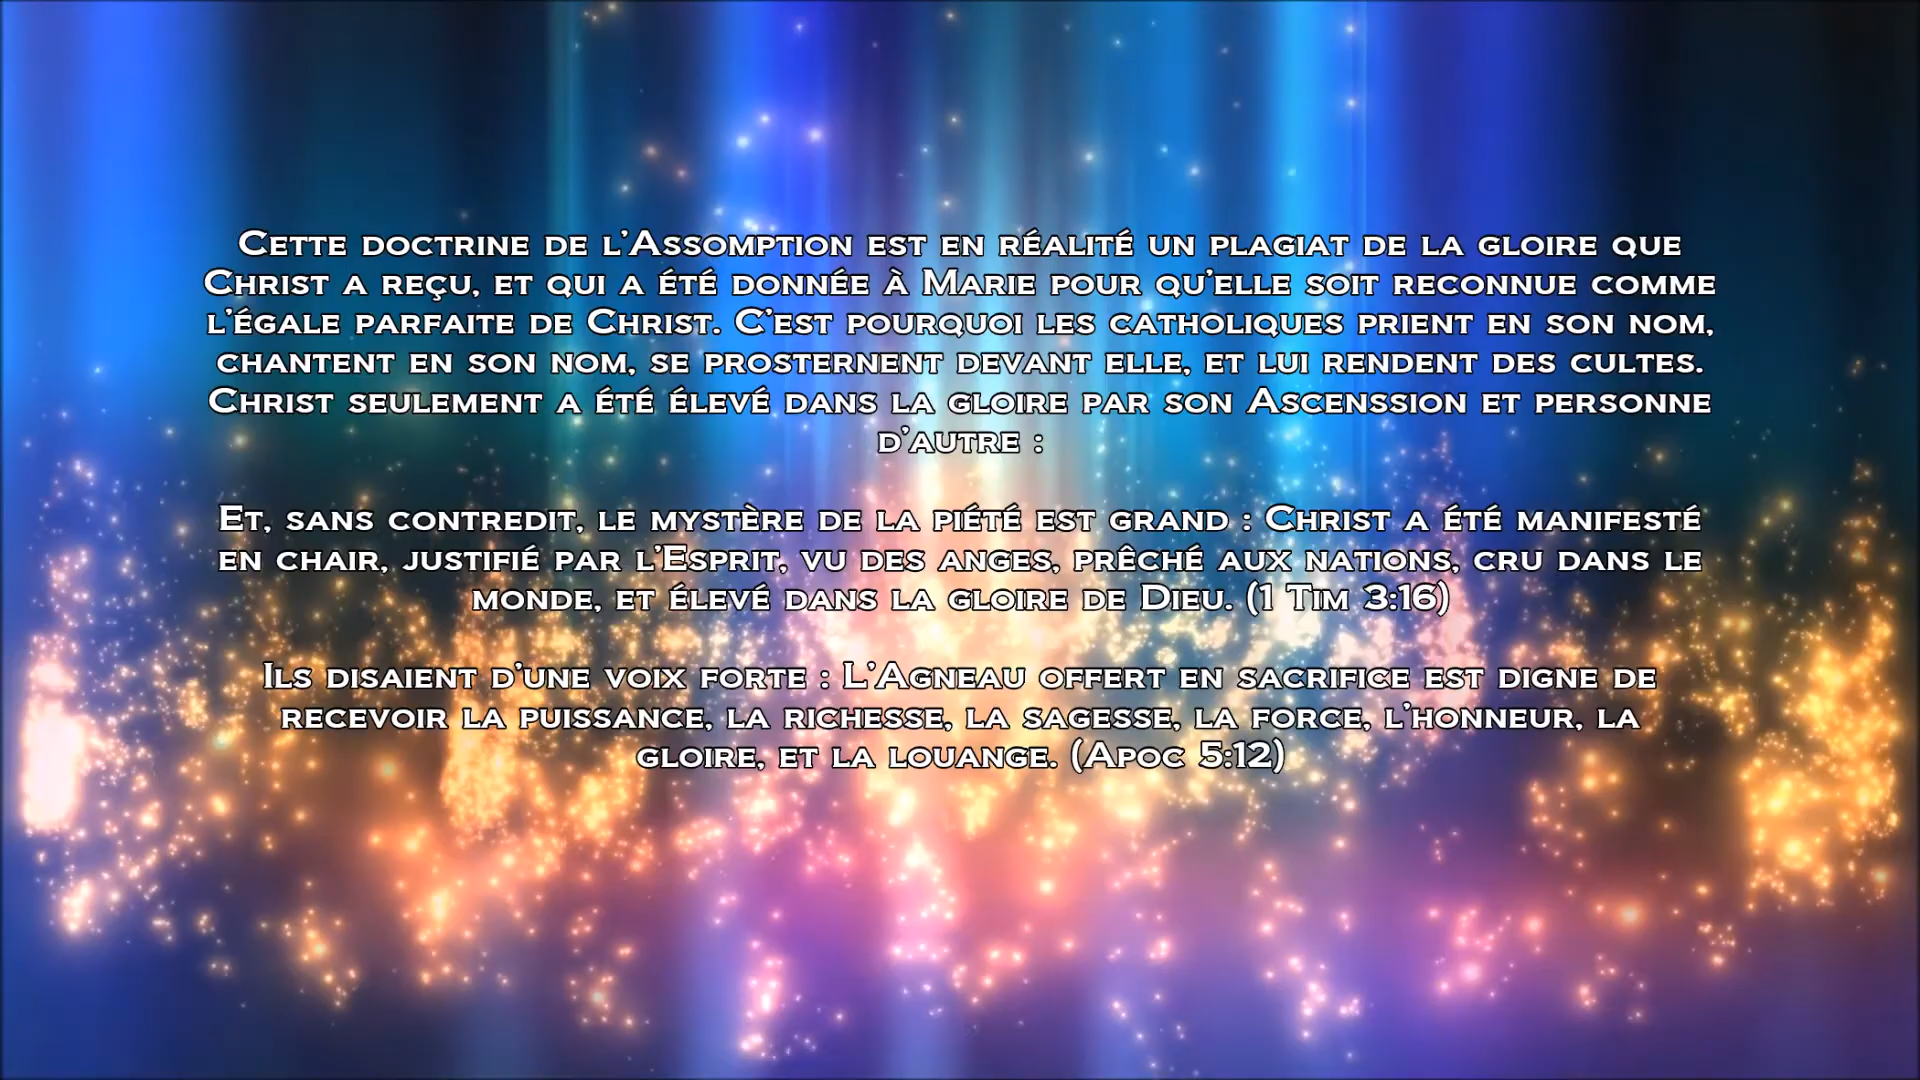 Cette doctrine de l'Assomption est en réalité un plagiat de la gloire que
Christ a reçu, et qui a été donnée à Marie pour qu'elle soit reconnue comme
l'égale parfaite de Christ. C'est pourquoi les catholiques prient en son nom,
chantent en son nom, se prosternent devant elle, et lui rendent des cultes.
Christ seulement a été élevé dans la gloire par son Ascenssion et personne
d'autre :
Et, sans contredit, le mystère de la piété est grand : Christ a été manifesté
en chair, justifié par l'Esprit, vu des anges, prêché aux nations, cru dans le
monde, et élevé dans la gloire de Dieu. (1 Tim 3:16)
Ils disaient d'une voix forte : L'Agneau offert en sacrifice est digne de
recevoir la puissance, la richesse, la sagesse, la force, l'honneur, la
gloire, et la louange. (Apoc 5:12)